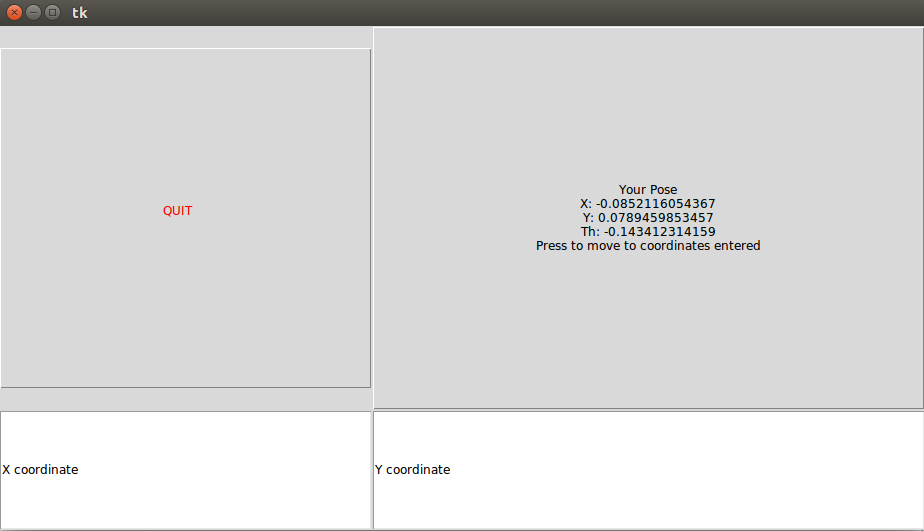 tk
QUIT
Your Pose
X: -0.0852116054367
Y: 0.0789459853457
Th: -0.143412314159
Press to move to coordinates entered
X coordinate
Y coordinate